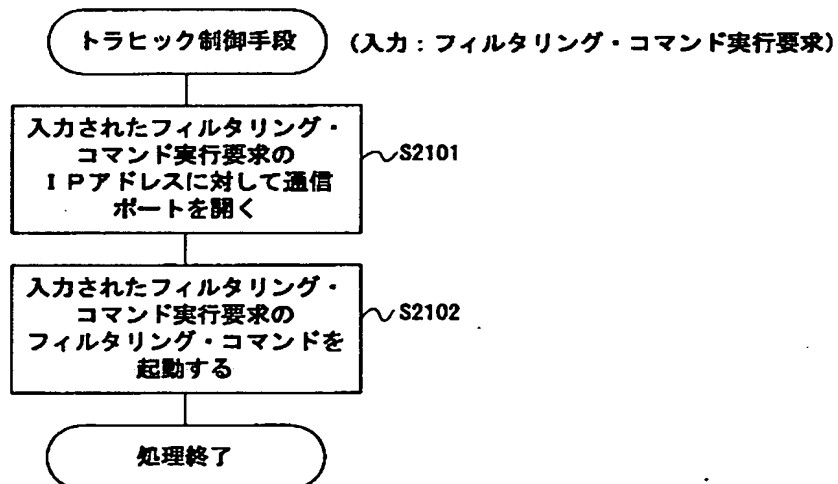 トラヒック制御手段 (入力：フィルタリング・コマンド実行要求)
入力されたフィルタリング・
コマンド実行要求の
ＩＰアドレスに対して通信
ポートを開く
S2101
入力されたフィルタリング・
コマンド実行要求の
フィルタリング・コマンドを
起動する
S2102
処理終了